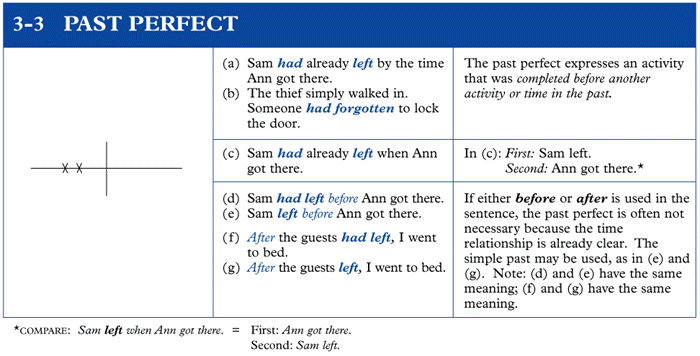 3-3 PAST PERFECT
(a) Sam had already left by the time
Ann got there.
(b) The thief simply walked in.
Someone had forgotten to lock
the door.
The past perfect expresses an activity
that was completed before another
activity or time in the past.
(c) Sam had already left when Ann
got there.
In (c): First: Sam left.
Second: Ann got there.*
(d) Sam had left before Ann got there.
(e) Sam left before Ann got there.
(f) After the guests had left, I went
to bed.
(g) After the guests left, I went to bed.
If either before or after is used in the
sentence, the past perfect is often not
necessary because the time
relationship is already clear. The
simple past may be used, as in (e) and
(g). Note: (d) and (e) have the same
meaning; (f) and (g) have the same
meaning.
*COMPARE: Sam left when Ann got there. = First: Ann got there.
Second: Sam left.